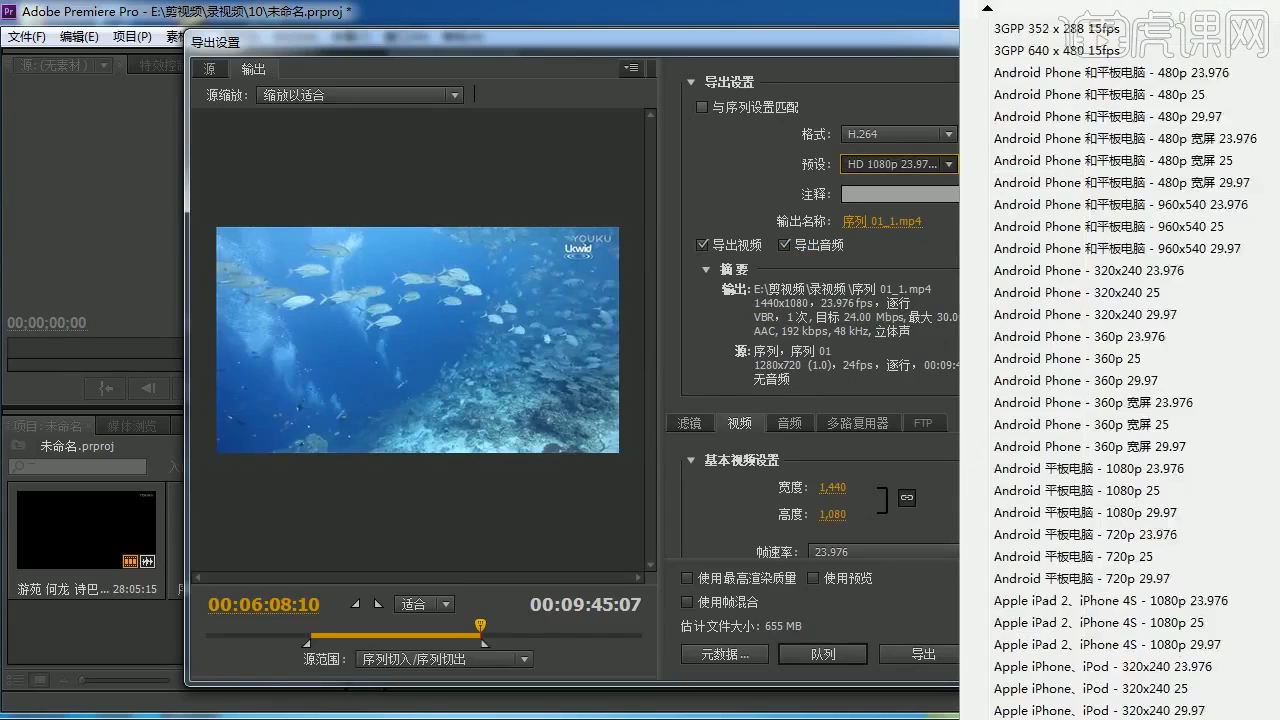 Adobe Premiere Pro - E:\剪视频\录视频\10\未命名.prproj *
文件(F) 编辑(E) 项目(P)
导出设置
源: (无素材)
源 输出
源缩放: 缩放以适合
YOUKU
Ukwid
00:00:00:00
项目: 未命名
媒体浏览
未命名.prproj
入
游苑 何龙 诗巴... 28:05:15
00:06:08:10
适合
00:09:45:07
源范围: 序列切入/序列切出
导出设置
与序列设置匹配
格式: H.264
预设: HD 1080p 23.97...
注释:
输出名称: 序列 01_1.mp4
导出视频 导出音频
摘要
输出: E:\剪视频\录视频\序列 01_1.mp4
1440x1080, 23.976 fps, 逐行
VBR, 1 次, 目标 24.00 Mbps, 最大 30.0
AAC, 192 kbps, 48 kHz, 立体声
源: 序列, 序列 01
1280x720 (1.0), 24fps, 逐行, 00:09:4
无音频
滤镜 视频 音频 多路复用器 FTP
基本视频设置
宽度: 1,440
高度: 1,080
帧速率: 23.976
使用最高渲染质量 使用预览
使用帧混合
估计文件大小: 655 MB
元数据... 队列 导出
虎课网
3GPP 352 x 288 15fps
3GPP 640 x 480 15fps
Android Phone 和平板电脑 - 480p 23.976
Android Phone 和平板电脑 - 480p 25
Android Phone 和平板电脑 - 480p 29.97
Android Phone 和平板电脑 - 480p 宽屏 23.976
Android Phone 和平板电脑 - 480p 宽屏 25
Android Phone 和平板电脑 - 480p 宽屏 29.97
Android Phone 和平板电脑 - 960x540 23.976
Android Phone 和平板电脑 - 960x540 25
Android Phone 和平板电脑 - 960x540 29.97
Android Phone - 320x240 23.976
Android Phone - 320x240 25
Android Phone - 320x240 29.97
Android Phone - 360p 23.976
Android Phone - 360p 25
Android Phone - 360p 29.97
Android Phone - 360p 宽屏 23.976
Android Phone - 360p 宽屏 25
Android Phone - 360p 宽屏 29.97
Android 平板电脑 - 1080p 23.976
Android 平板电脑 - 1080p 25
Android 平板电脑 - 1080p 29.97
Android 平板电脑 - 720p 23.976
Android 平板电脑 - 720p 25
Android 平板电脑 - 720p 29.97
Apple iPad 2、iPhone 4S - 1080p 23.976
Apple iPad 2、iPhone 4S - 1080p 25
Apple iPad 2、iPhone 4S - 1080p 29.97
Apple iPhone、iPod - 320x240 23.976
Apple iPhone、iPod - 320x240 25
Apple iPhone、iPod - 320x240 29.97